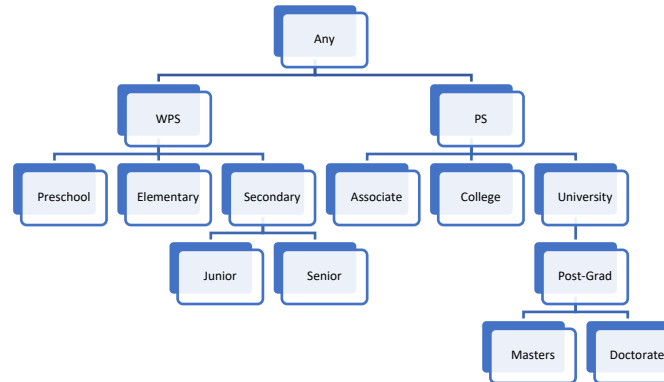 Any
WPS
PS
Preschool
Elementary
Secondary
Associate
College
University
Junior
Senior
Post-Grad
Masters
Doctorate